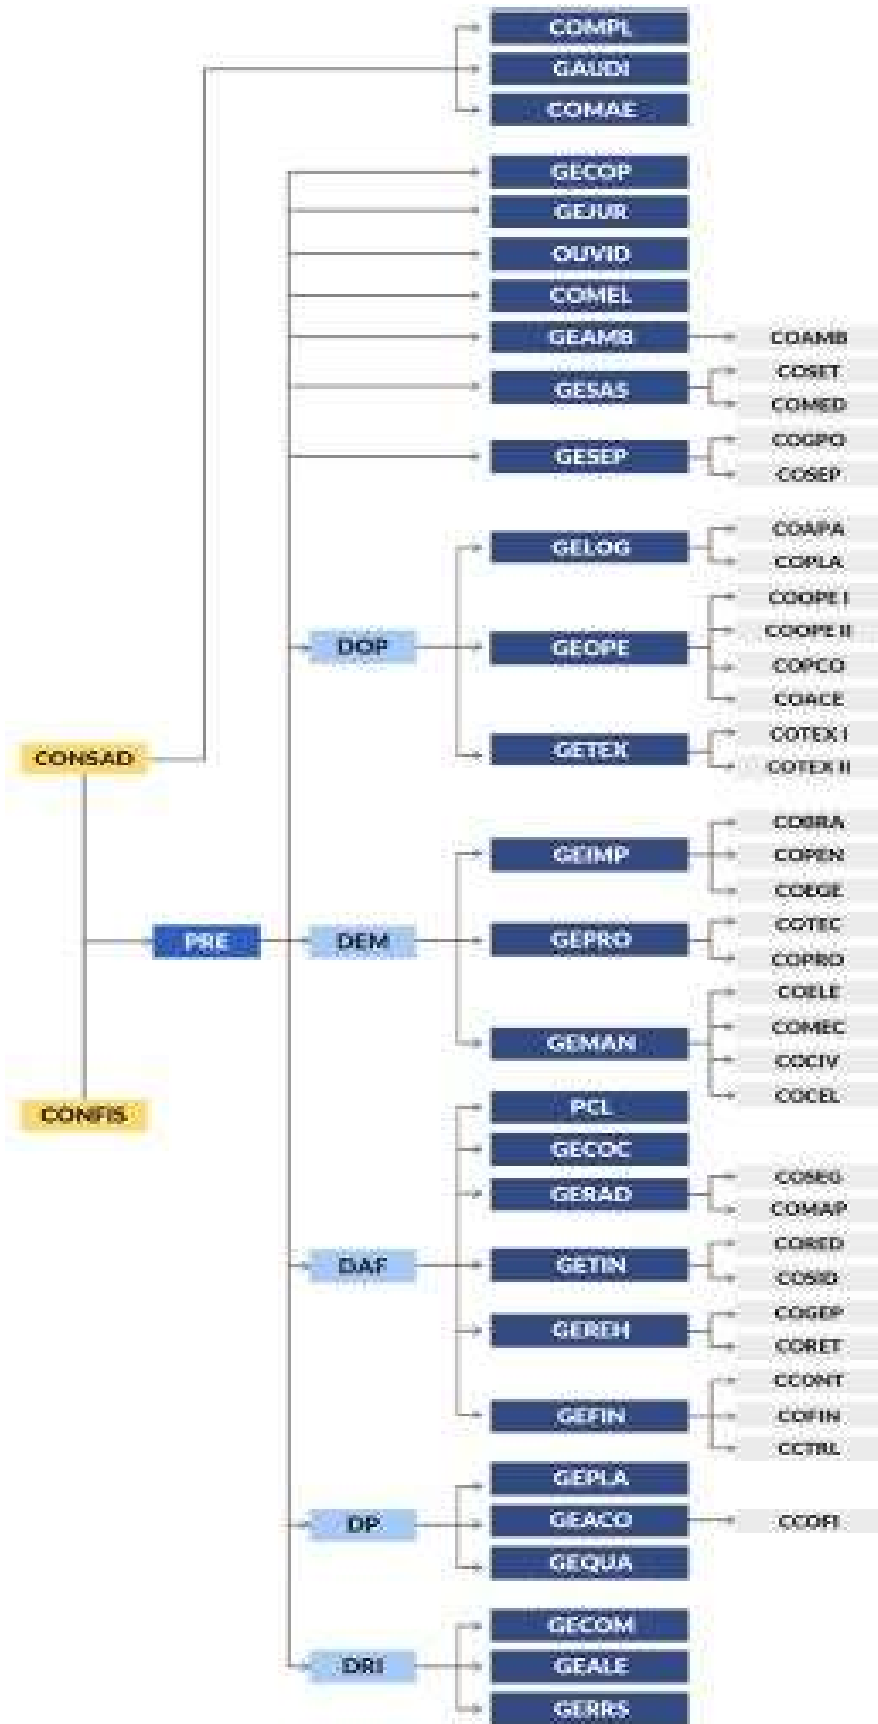 COMPL
GAUDI
COMAE
GECOP
GEJUR
OUVID
COMEL
GEAMB
COAMB
GESAS
COSET
COMED
GESEP
COGPO
COSEP
DOP
GELOG
COAPA
COPLA
GEOPE
COOPE I
COOPE II
COPCO
COACE
GETEX
COTEX I
COTEX II
CONSAD
CONFIS
PRE
DEM
GEIMP
COBRA
COPEN
COEGE
GEPRO
COTEC
COPRO
GEMAN
COELE
COMEC
COCIV
COCEL
DAF
PCL
GECOC
GERAD
COSEG
COMAP
GETIN
CORED
COSID
GEREH
COGEP
CORET
GEFIN
CCONT
COFIN
CCTRL
DP
GEPLA
GEACO
CCOFI
GEQUA
DRI
GECOM
GEALE
GERRS